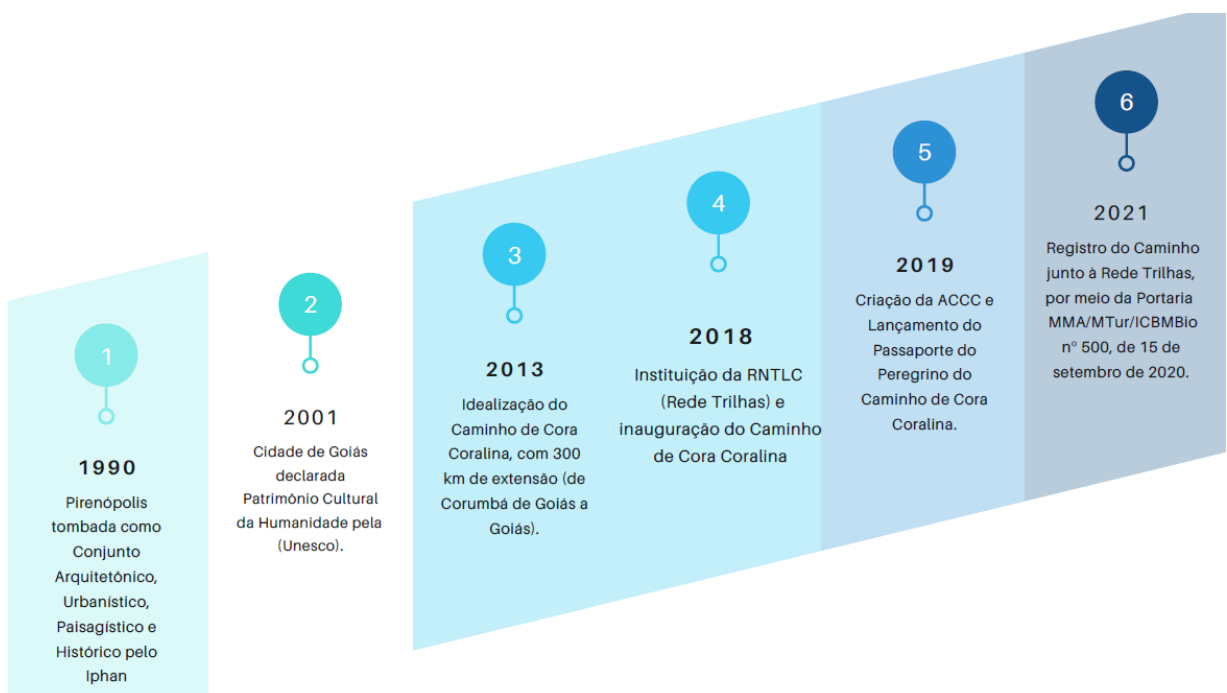 1
1990
Pirenópolis
tombada como
Conjunto
Arquitetônico,
Urbanístico,
Paisagístico e
Histórico pelo
Iphan
2
2001
Cidade de Goiás
declarada
Patrimônio Cultural
da Humanidade pela
(Unesco).
3
2013
Idealização do
Caminho de Cora
Coralina, com 300
km de extensão (de
Corumbá de Goiás a
Goiás).
4
2018
Instituição da RNTLC
(Rede Trilhas) e
inauguração do Caminho
de Cora Coralina
5
2019
Criação da ACCC e
Lançamento do
Passaporte do
Peregrino do
Caminho de Cora
Coralina.
6
2021
Registro do Caminho
junto à Rede Trilhas,
por meio da Portaria
MMA/MTur/ICBMBio
nº 500, de 15 de
setembro de 2020.